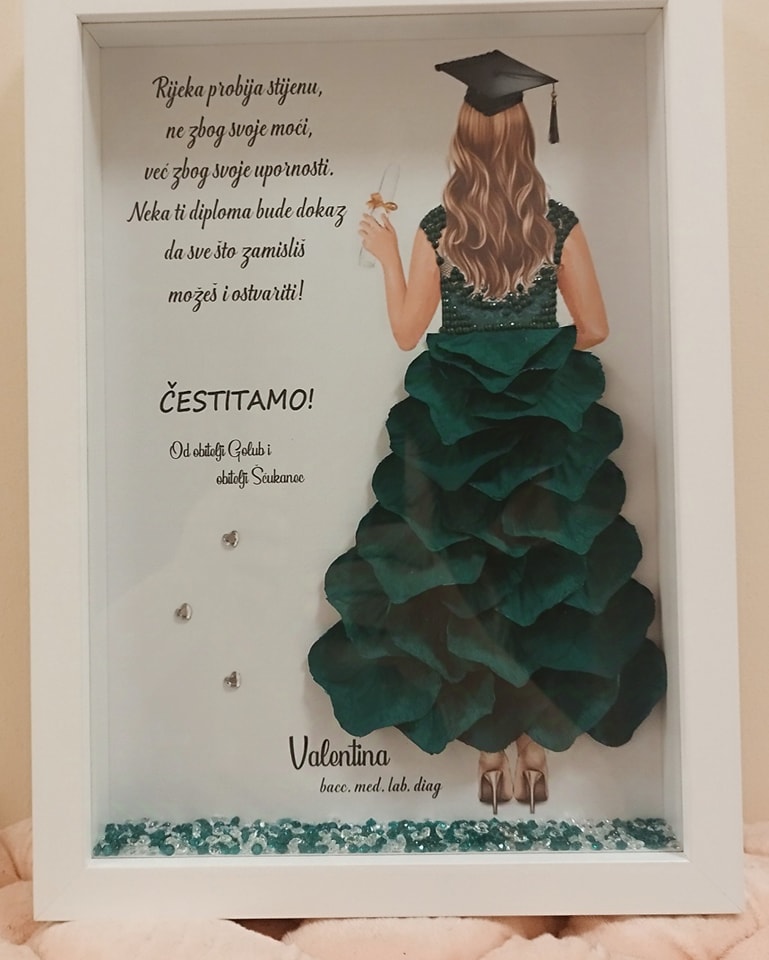 Rijeka probija stijenu,
ne zbog svoje moći,
već zbog svoje upornosti.
Neka ti diploma bude dokaz
da sve što zamisliš
možeš i ostvariti!
ČESTITAMO!
Od obitelji Golub i
obitelji Šćukanec
Valentina
bacc. med. lab. diag